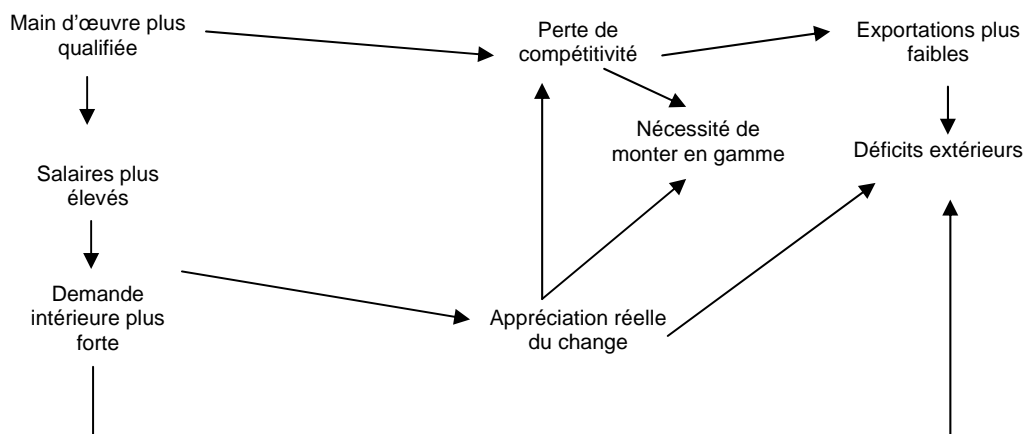 Main d'œuvre plus
qualifiée
Perte de
compétitivité
Exportations plus
faibles
Nécessité de
monter en gamme
Déficits extérieurs
Salaires plus
élevés
Demande
intérieure plus
forte
Appréciation réelle
du change